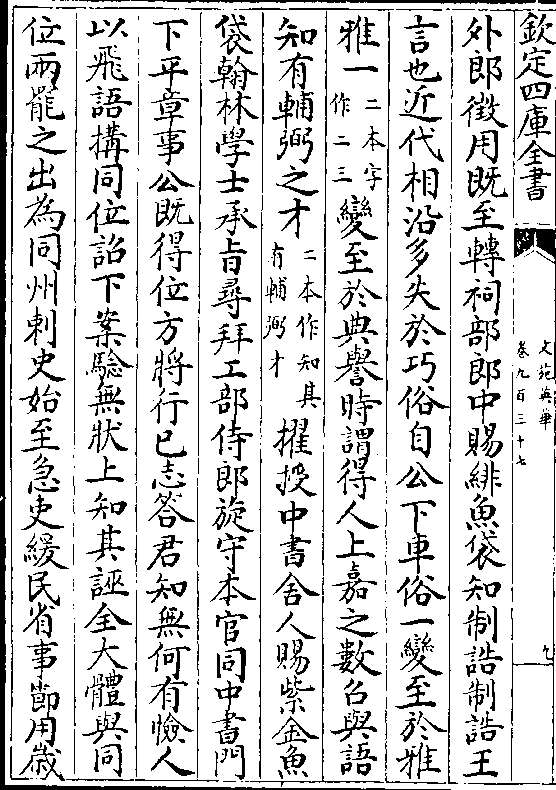 欽定四庫全書
文苑英華
卷九百三十七
九
外郎徵用既至轉祠部郎中賜緋魚袋知制誥制誥王
言也近代相沿多失於巧俗自公下車俗一變至於雅
雅一二本字作二三變至於典譽時謂得人上嘉之數召與語
知有輔弼之才二本作知其有輔弼才擢授中書舍人賜紫金魚
袋翰林學士承旨尋拜工部侍郎旋守本官同中書門
下平章事公既得位方將行已志答君知無何有憸人
以飛語構同位詔下案驗無狀上知其誣全大體與同
位兩罷之出為同州刺史始至急吏緩民省事節用歲